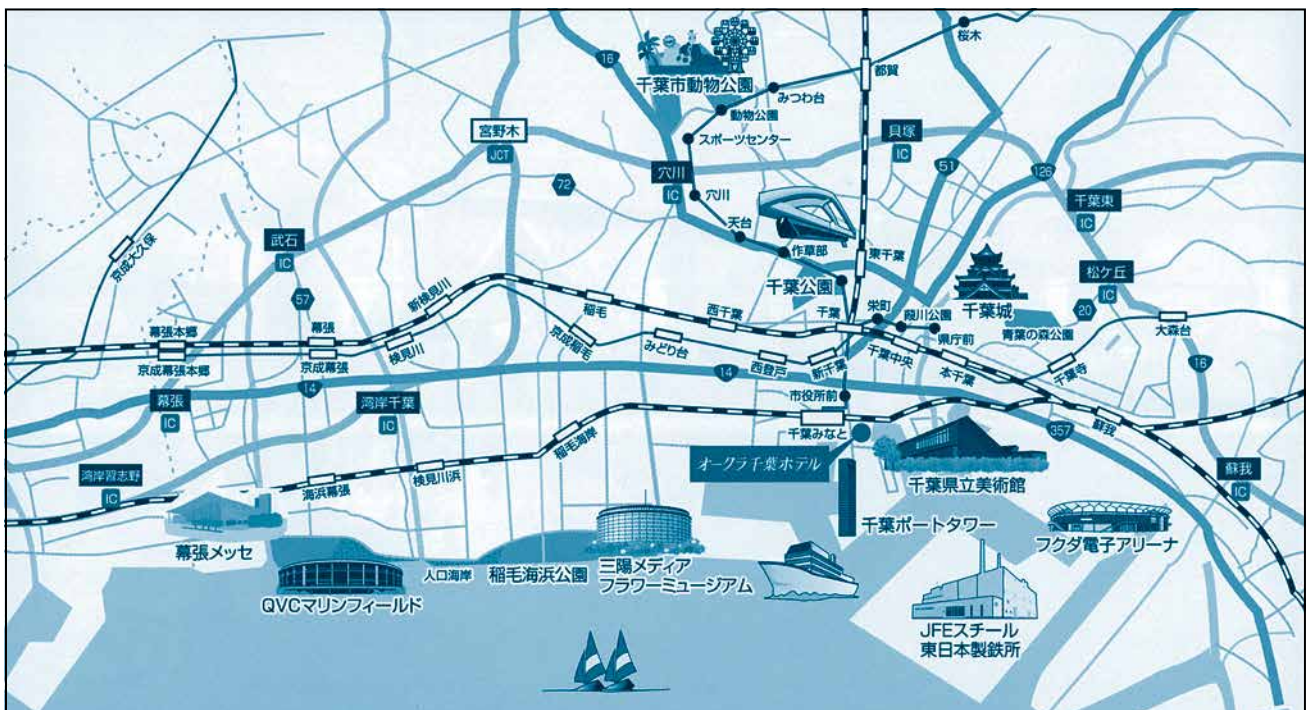 桜木
16
都賀
千葉市動物公園
みつわ台
動物公園
スポーツセンター
宮野木
JCT
貝塚
IC
51
126
穴川
IC
72
穴川
千葉東
IC
天台
武石
IC
京成大久保
作草部
東千葉
松ケ丘
IC
千葉公園
千葉城
57
新検見川
稲毛
西千葉
千葉
栄町
葭川公園
県庁前
20
青葉の森公園
大森台
幕張本郷
幕張
京成稲毛
みどり台
西登戸
新千葉
千葉中央
本千葉
千葉寺
16
京成幕張本郷
京成幕張
検見川
14
14
市役所前
幕張
IC
湾岸千葉
IC
稲毛海岸
千葉みなと
357
蘇我
湾岸習志野
IC
海浜幕張
検見川浜
オークラ千葉ホテル
千葉県立美術館
蘇我
IC
幕張メッセ
千葉ポートタワー
フクダ電子アリーナ
人口海岸
稲毛海浜公園
三陽メディア
フラワーミュージアム
QVCマリンフィールド
JFEスチール
東日本製鉄所